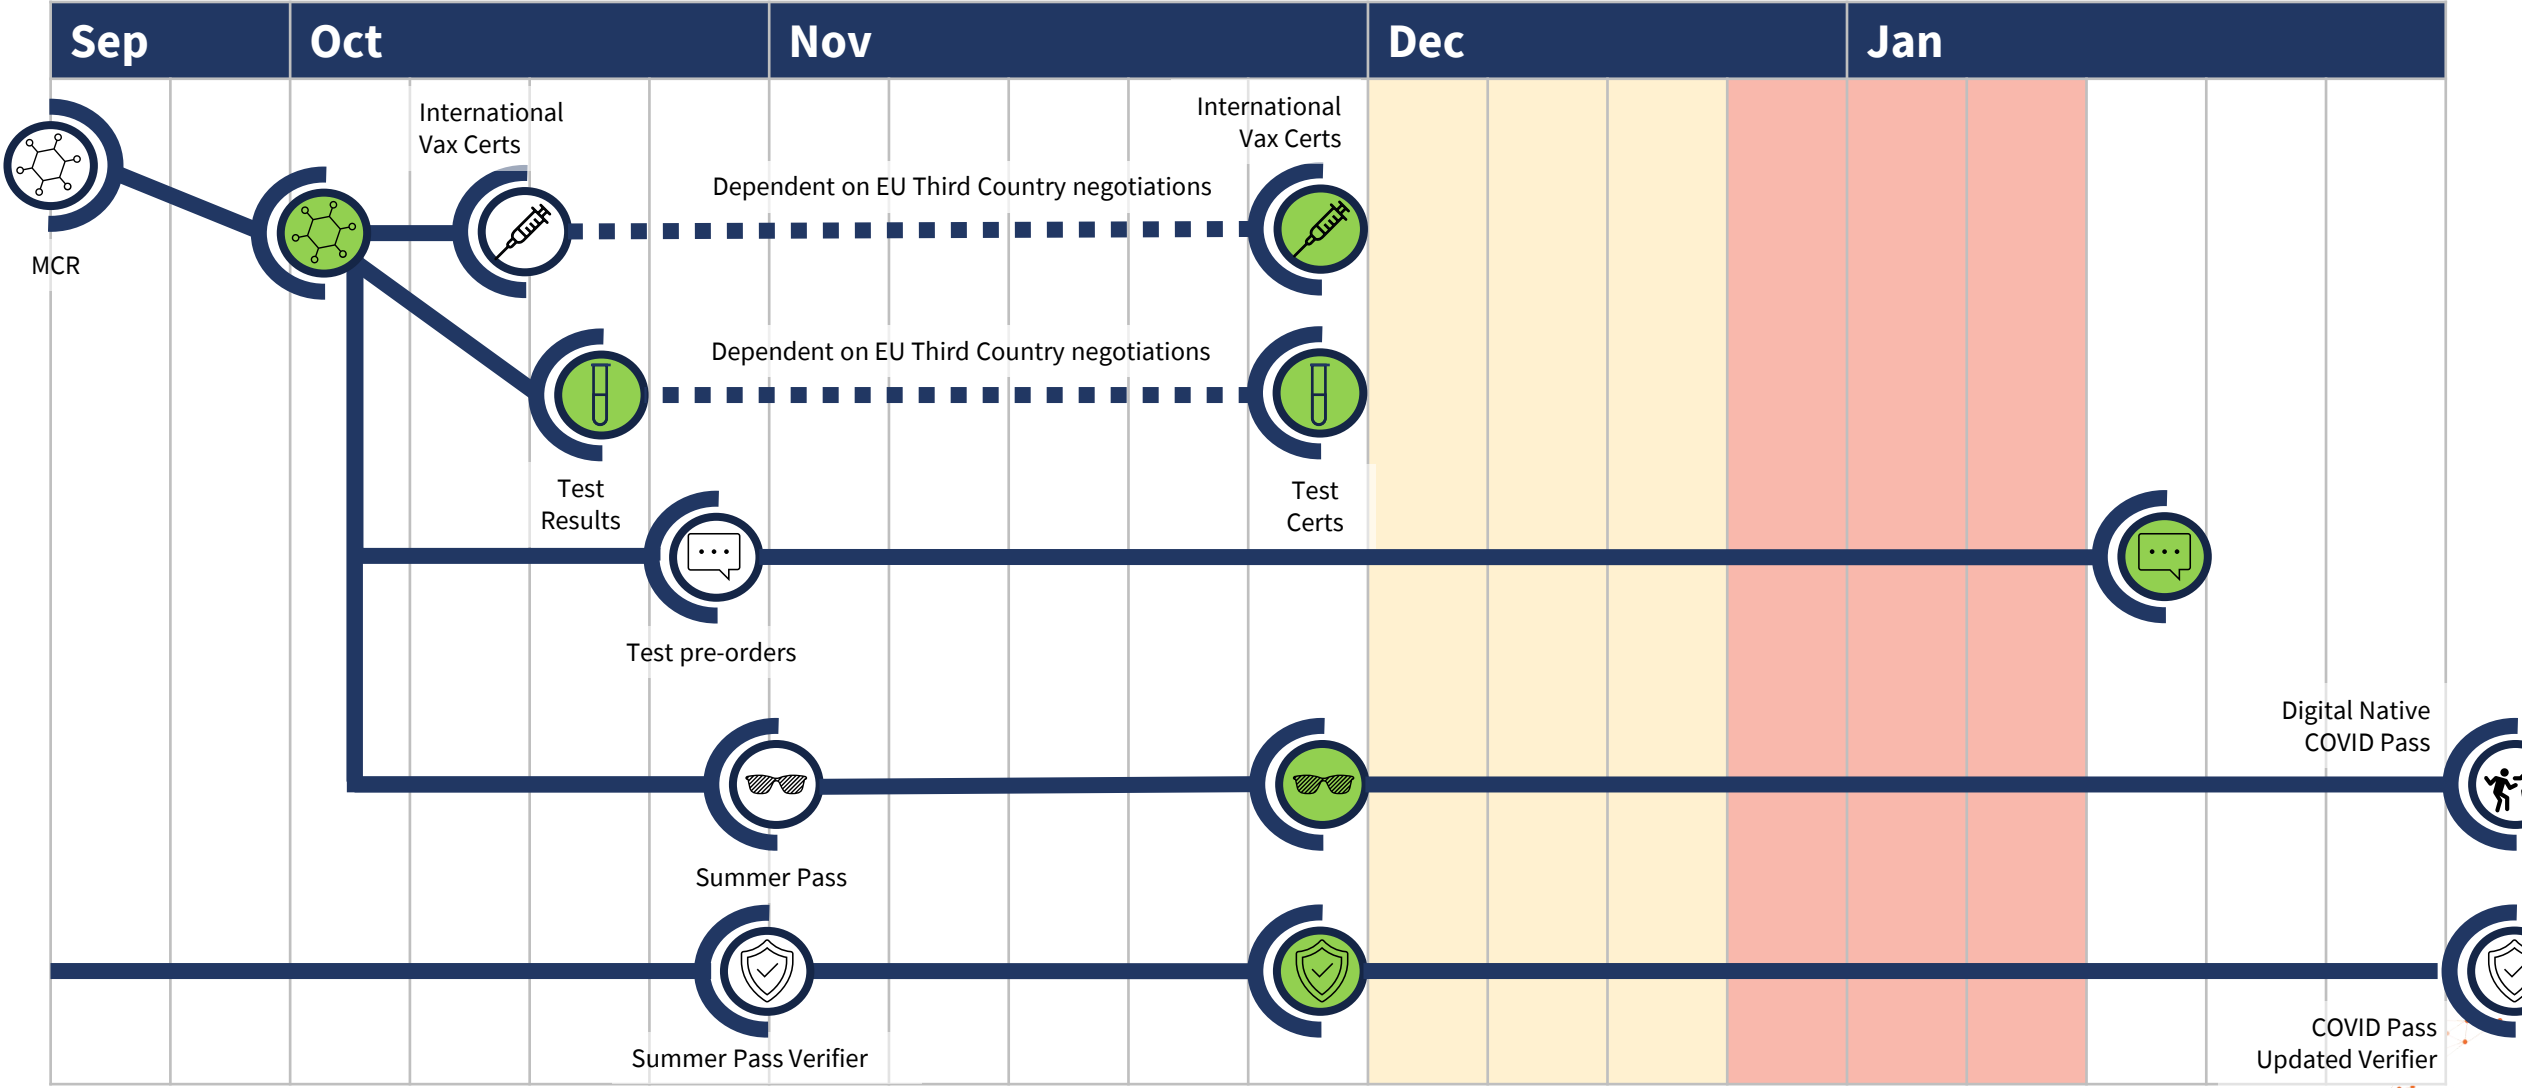 Sep
Oct
Nov
Dec
Jan
International
Vax Certs
International
Vax Certs
Dependent on EU Third Country negotiations
MCR
Dependent on EU Third Country negotiations
Test
Results
Test
Certs
Test pre-orders
Digital Native
COVID Pass
Summer Pass
Summer Pass Verifier
COVID Pass
Updated Verifier